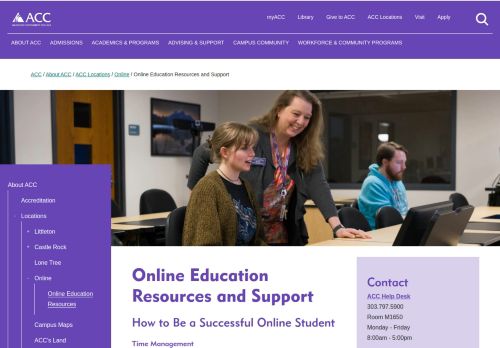 ACC
myACC Library Give to ACC ACC Locations Visit Apply
ABOUT ACC ADMISSIONS ACADEMICS & PROGRAMS ADVISING & SUPPORT CAMPUS COMMUNITY WORKFORCE & COMMUNITY PROGRAMS
ACC / About ACC / ACC Locations / Online / Online Education Resources and Support
About ACC
Accreditation
- Locations
+ Littleton
+ Castle Rock
Lone Tree
- Online
Online Education
Resources
Campus Maps
ACC's Land
Online Education
Resources and Support
How to Be a Successful Online Student
Time Management
Contact
ACC Help Desk
303.797.5900
Room M1650
Monday - Friday
8:00am - 5:00pm